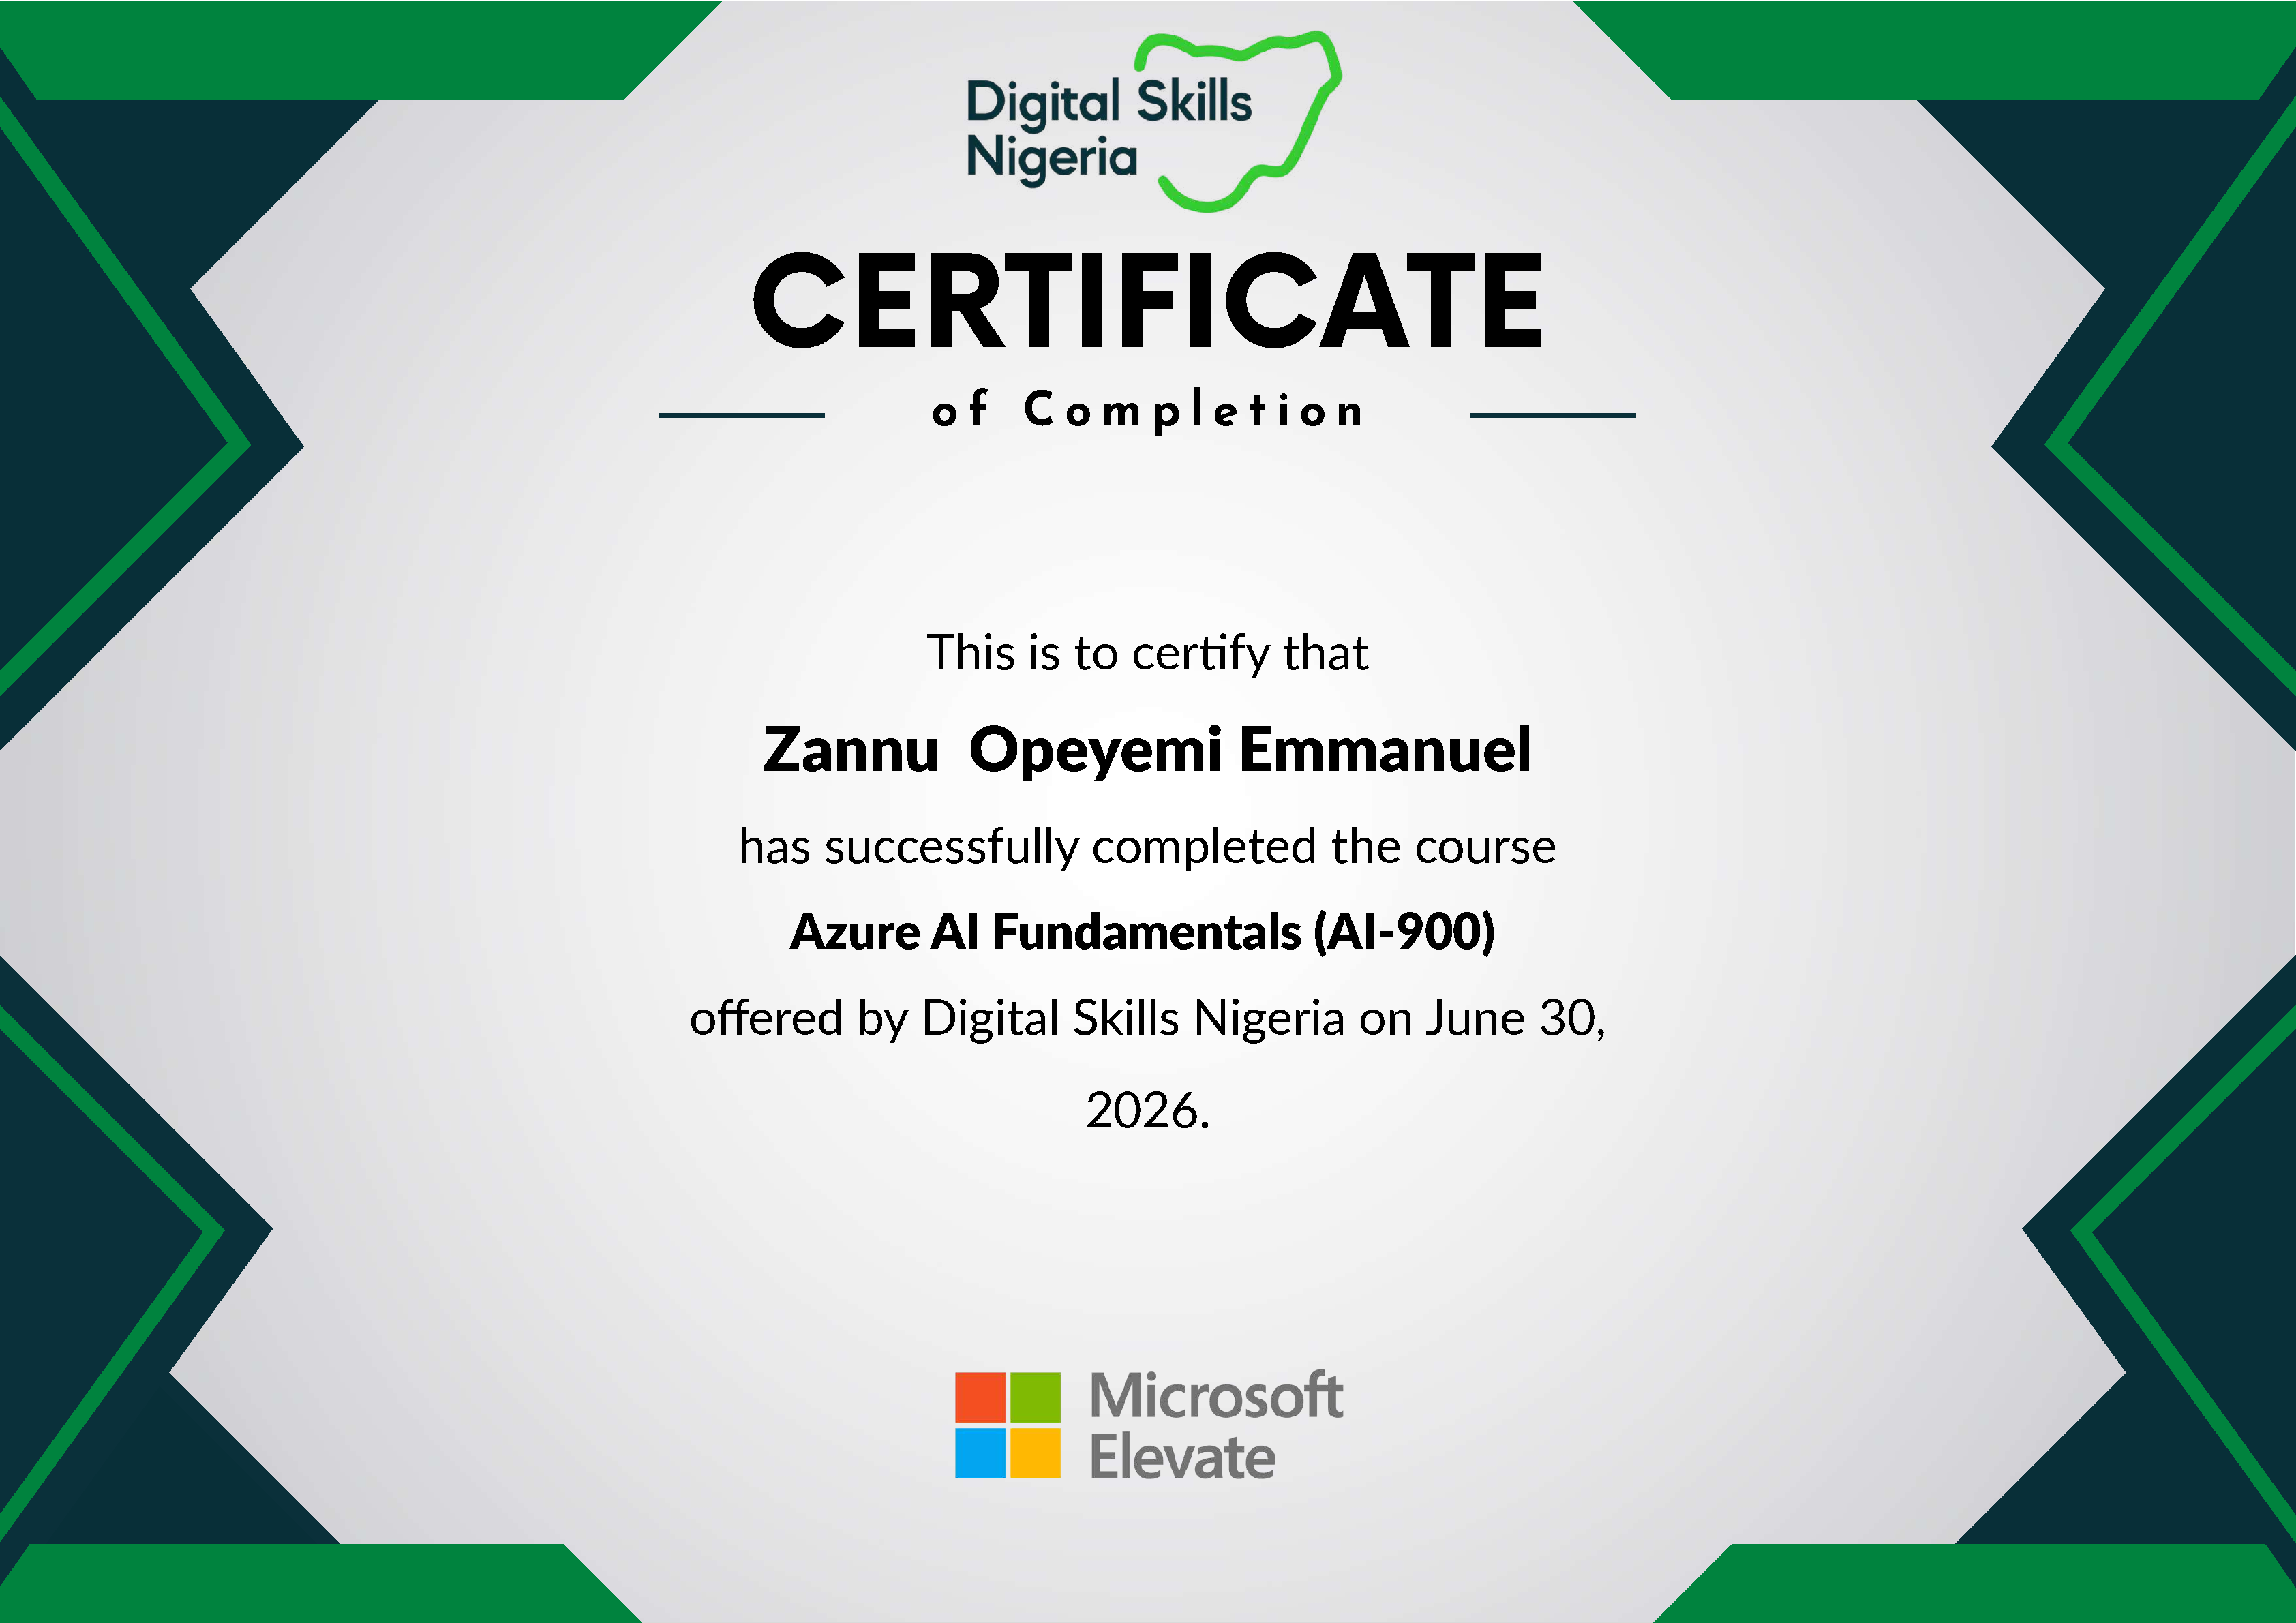 Digital Skills
Nigeria
CERTIFICATE
of Completion
This is to certify that
Zannu  Opeyemi Emmanuel
has successfully completed the course
Azure AI Fundamentals (AI-900)
offered by Digital Skills Nigeria on June 30,
2026.
Microsoft
Elevate